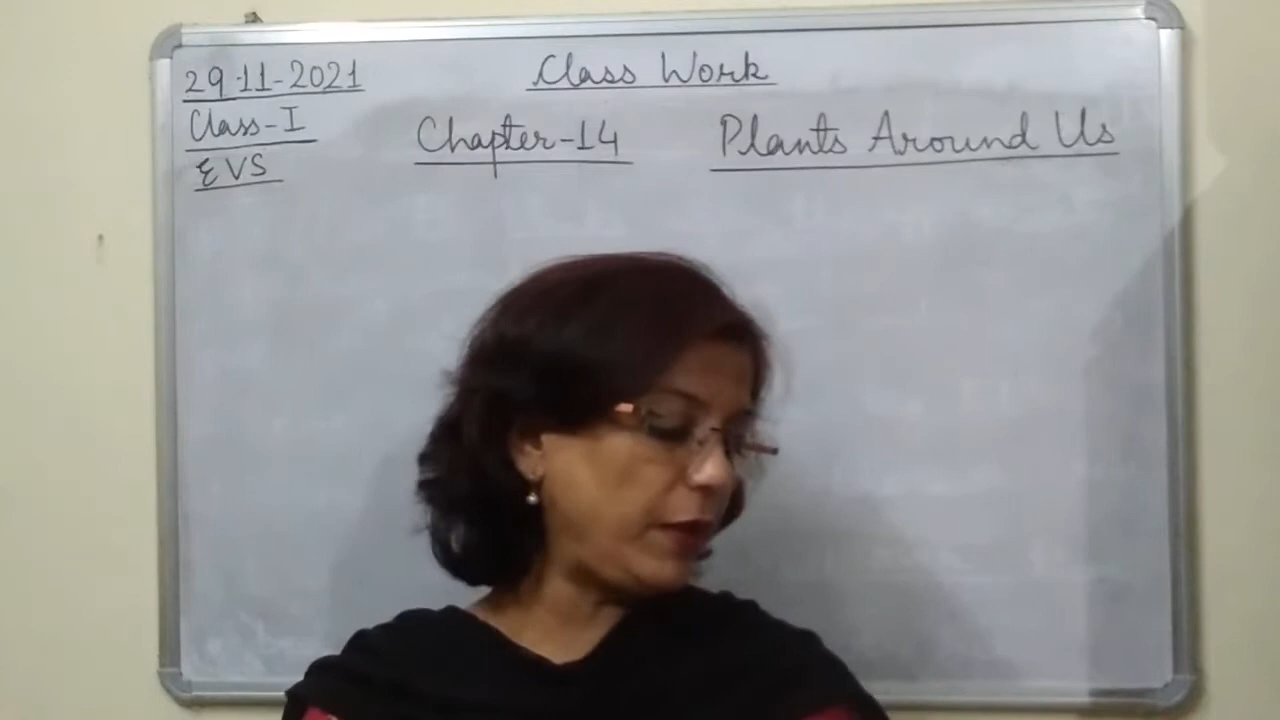 29-11-2021
Class Work
Class-I
Chapter-14
Plants Around Us
EVS